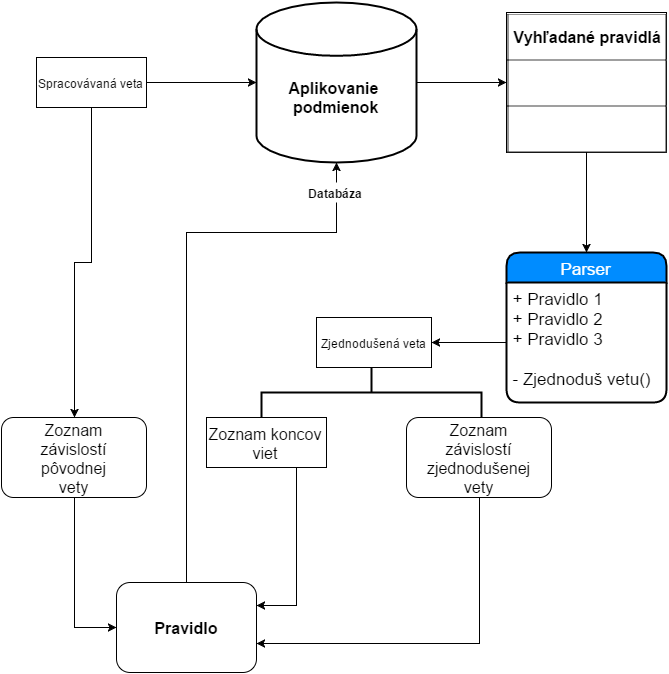 Spracovávaná veta
Aplikovanie
podmienok
Vyhľadané pravidlá
Databáza
Parser
+ Pravidlo 1
+ Pravidlo 2
+ Pravidlo 3
- Zjednoduš vetu()
Zjednodušená veta
Zoznam
závislostí
pôvodnej
vety
Zoznam koncov
viet
Zoznam
závislostí
zjednodušenej
vety
Pravidlo